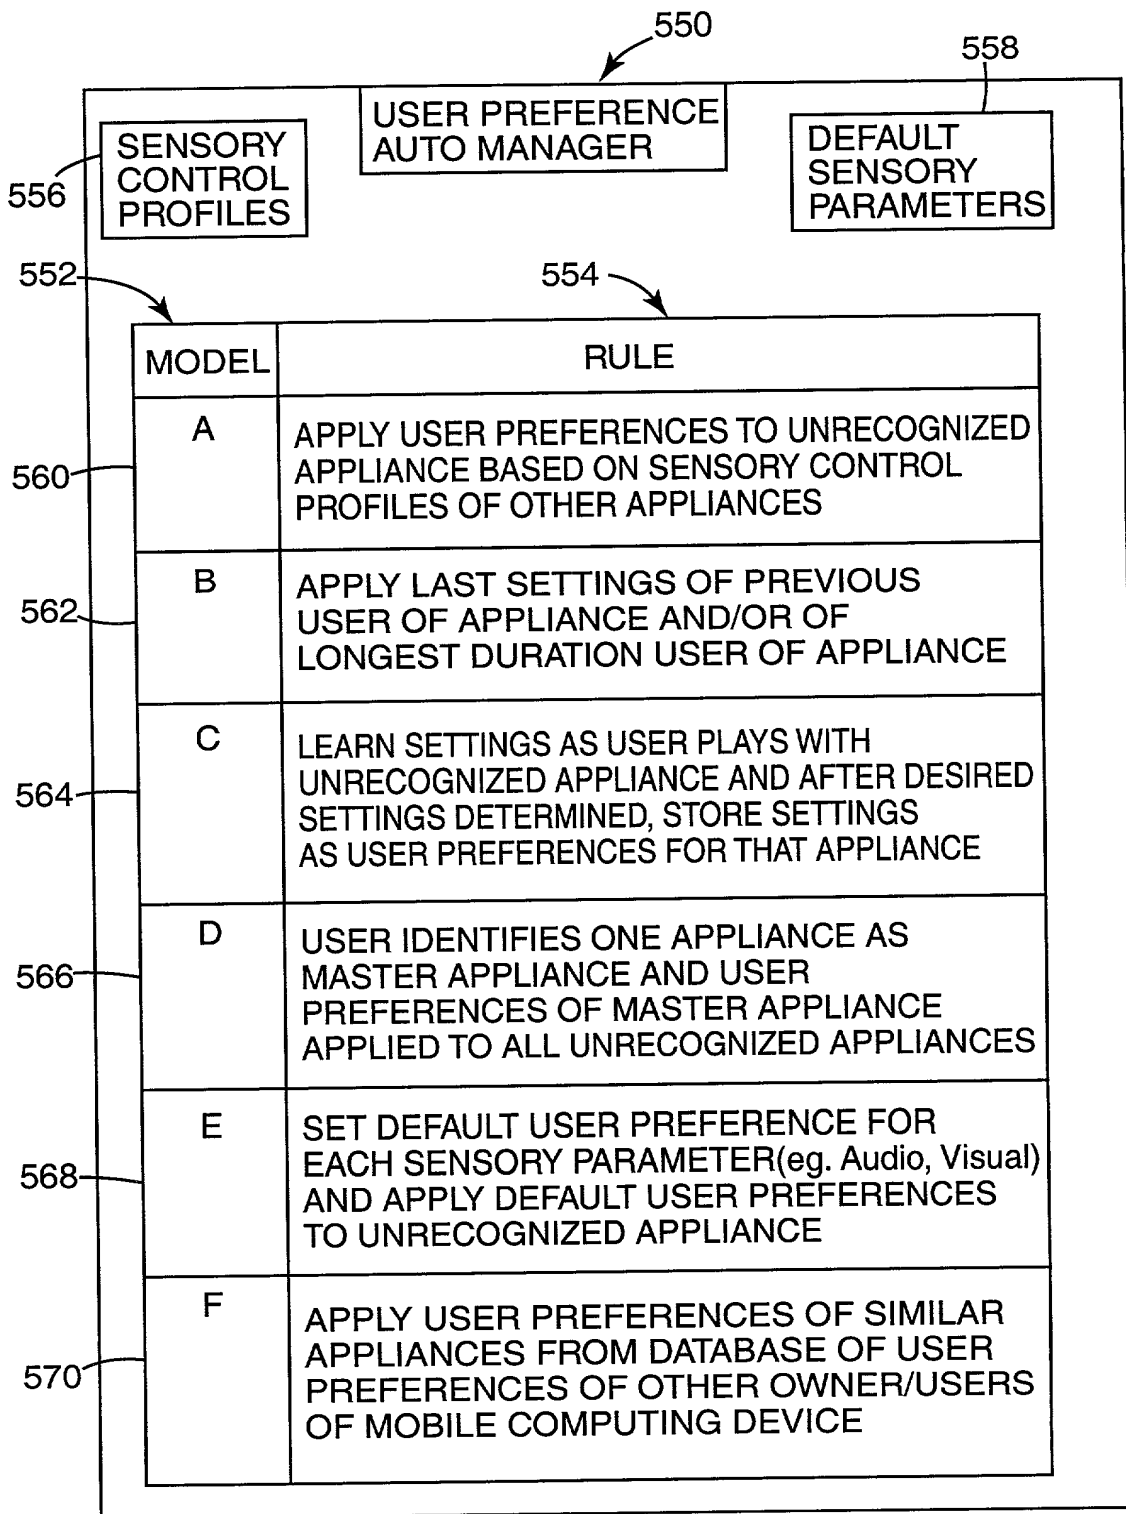 550
558
USER PREFERENCE
AUTO MANAGER
SENSORY
CONTROL
PROFILES
DEFAULT
SENSORY
PARAMETERS
556
552
554
MODEL
RULE
A
APPLY USER PREFERENCES TO UNRECOGNIZED
APPLIANCE BASED ON SENSORY CONTROL
PROFILES OF OTHER APPLIANCES
560
B
APPLY LAST SETTINGS OF PREVIOUS
USER OF APPLIANCE AND/OR OF
LONGEST DURATION USER OF APPLIANCE
562
C
LEARN SETTINGS AS USER PLAYS WITH
UNRECOGNIZED APPLIANCE AND AFTER DESIRED
SETTINGS DETERMINED, STORE SETTINGS
AS USER PREFERENCES FOR THAT APPLIANCE
564
D
USER IDENTIFIES ONE APPLIANCE AS
MASTER APPLIANCE AND USER
PREFERENCES OF MASTER APPLIANCE
APPLIED TO ALL UNRECOGNIZED APPLIANCES
566
E
SET DEFAULT USER PREFERENCE FOR
EACH SENSORY PARAMETER(eg. Audio, Visual)
AND APPLY DEFAULT USER PREFERENCES
TO UNRECOGNIZED APPLIANCE
568
F
APPLY USER PREFERENCES OF SIMILAR
APPLIANCES FROM DATABASE OF USER
PREFERENCES OF OTHER OWNER/USERS
OF MOBILE COMPUTING DEVICE
570